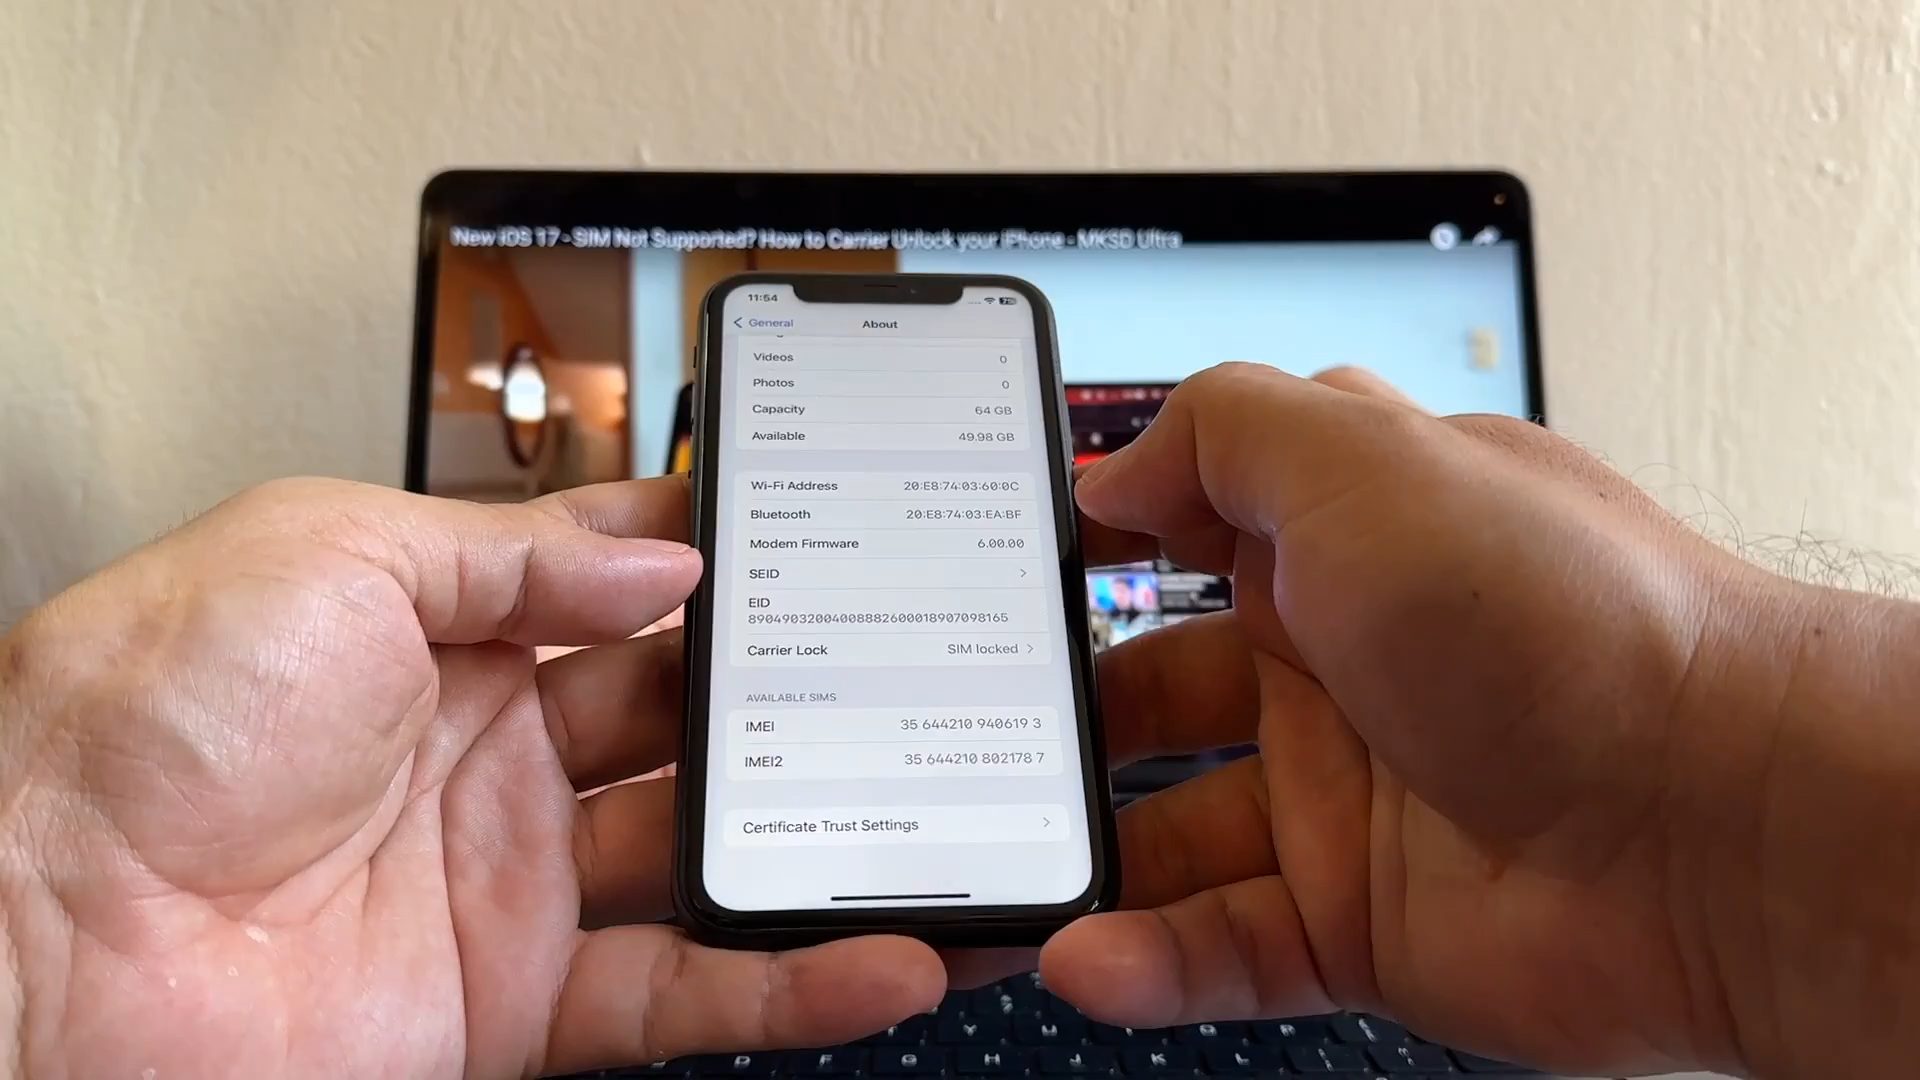 New iOS 17 - SIM Not Supported? How to Carrier Unlock your iPhone - MKSD Ultra
11:54
General
About
Videos 0
Photos 0
Capacity 64 GB
Available 49.98 GB
Wi-Fi Address 20:E8:74:03:60:0C
Bluetooth 20:E8:74:03:EA:BF
Modem Firmware 6.00.00
SEID
EID
89049032004008882600018907098165
Carrier Lock SIM locked
AVAILABLE SIMS
IMEI 35 644210 940619 3
IMEI2 35 644210 802178 7
Certificate Trust Settings
D F G H J K L